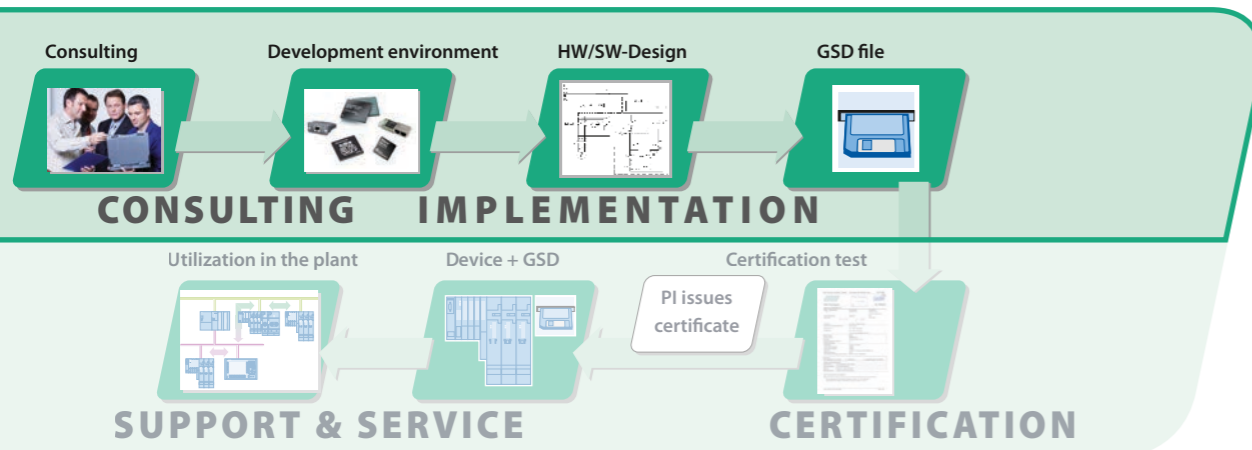 Consulting
Development environment
HW/SW-Design
GSD file
CONSULTING
IMPLEMENTATION
Utilization in the plant
Device + GSD
Certification test
PI issues
certificate
SUPPORT & SERVICE
CERTIFICATION